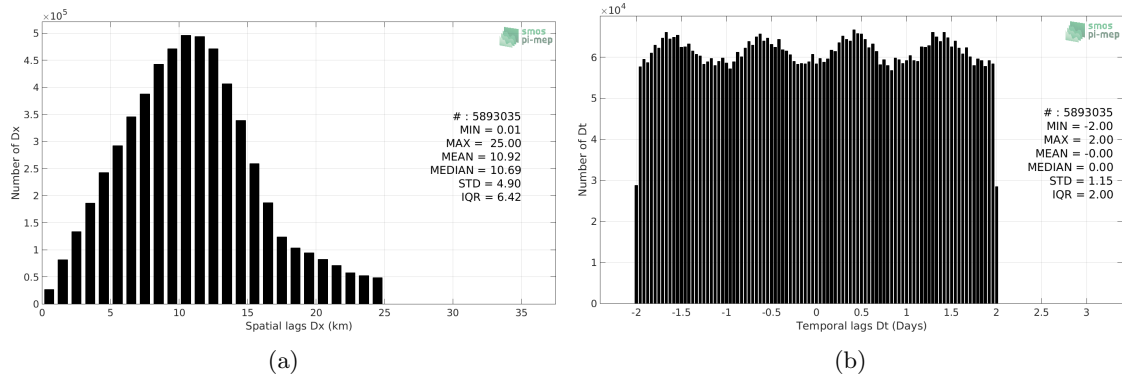 ×10⁵
5
4.5
4
3.5
3
2.5
2
1.5
1
0.5
0
Number of Dx
smos
pi-mep
# : 5893035
MIN = 0.01
MAX = 25.00
MEAN = 10.92
MEDIAN = 10.69
STD = 4.90
IQR = 6.42
0 5 10 15 20 25 30 35
Spatial lags Dx (km)
(a)
×10⁴
6
5
4
3
2
1
0
Number of Dt
smos
pi-mep
# : 5893035
MIN = -2.00
MAX = 2.00
MEAN = -0.00
MEDIAN = 0.00
STD = 1.15
IQR = 2.00
-2 -1.5 -1 -0.5 0 0.5 1 1.5 2 2.5 3
Temporal lags Dt (Days)
(b)